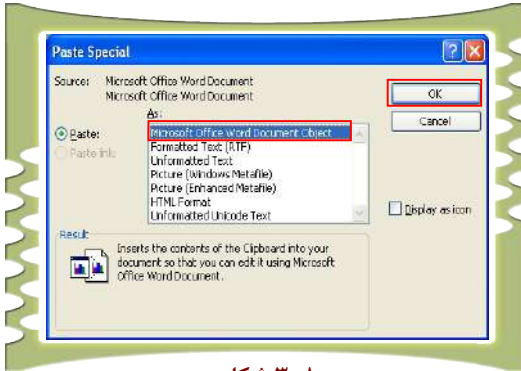 Paste Special
Source: Microsoft Office Word Document
Microsoft Office Word Document
As:
Paste:
Paste link:
Microsoft Office Word Document Object
Formatted Text (RTF)
Unformatted Text
Picture (Windows Metafile)
Picture (Enhanced Metafile)
HTML Format
Unformatted Unicode Text
OK
Cancel
Display as icon
Result
Inserts the contents of the Clipboard into your
document so that you can edit it using Microsoft
Office Word Document.